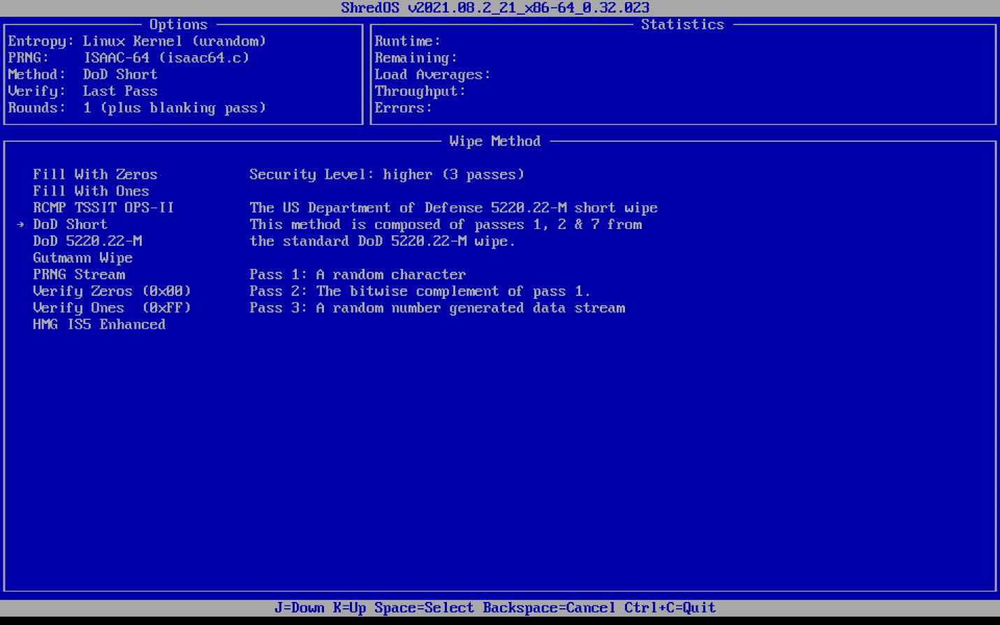 ShredOS v2021.08.2_21_x86-64_0.32.023
Options
Entropy: Linux Kernel (urandom)
PRNG: ISAAC-64 (isaac64.c)
Method: DoD Short
Verify: Last Pass
Rounds: 1 (plus blanking pass)
Statistics
Runtime:
Remaining:
Load Averages:
Throughput:
Errors:
Wipe Method
Fill With Zeros
Fill With Ones
RCMP TSSIT OPS-II
→ DoD Short
DoD 5220.22-M
Gutmann Wipe
PRNG Stream
Verify Zeros (0x00)
Verify Ones (0xFF)
HMG IS5 Enhanced
Security Level: higher (3 passes)
The US Department of Defense 5220.22-M short wipe
This method is composed of passes 1, 2 & 7 from
the standard DoD 5220.22-M wipe.
Pass 1: A random character
Pass 2: The bitwise complement of pass 1.
Pass 3: A random number generated data stream
J=Down K=Up Space=Select Backspace=Cancel Ctrl+C=Quit